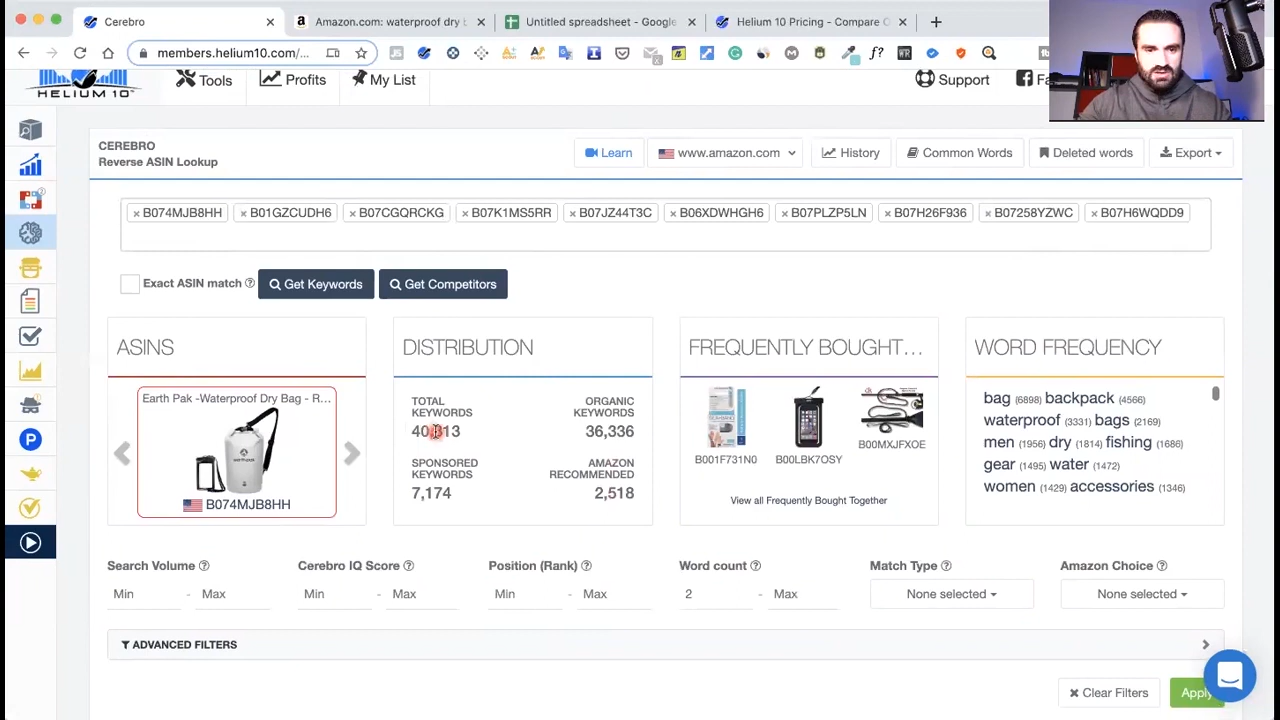 Cerebro
Amazon.com: waterproof dry b
Untitled spreadsheet - Google
Helium 10 Pricing - Compare O
members.helium10.com/...
HELIUM 10
Tools
Profits
My List
Support
CEREBRO
Reverse ASIN Lookup
Learn
www.amazon.com
History
Common Words
Deleted words
Export
× B074MJB8HH
× B01GZCUDH6
× B07CGQRCKG
× B07K1MS5RR
× B07JZ44T3C
× B06XDWHGH6
× B07PLZP5LN
× B07H26F936
× B07258YZWC
× B07H6WQDD9
Exact ASIN match
Get Keywords
Get Competitors
ASINS
Earth Pak -Waterproof Dry Bag - R...
B074MJB8HH
DISTRIBUTION
TOTAL KEYWORDS
ORGANIC KEYWORDS
36,336
SPONSORED KEYWORDS
7,174
AMAZON RECOMMENDED
2,518
FREQUENTLY BOUGHT...
B001F731N0
B00LBK7OSY
B00MXJFXOE
View all Frequently Bought Together
WORD FREQUENCY
bag (6898) backpack (4566)
waterproof (3331) bags (2169)
men (1956) dry (1814) fishing (1686)
gear (1495) water (1472)
women (1429) accessories (1346)
Search Volume
Min - Max
Cerebro IQ Score
Min - Max
Position (Rank)
Min - Max
Word count
2 - Max
Match Type
None selected
Amazon Choice
None selected
ADVANCED FILTERS
Clear Filters
Apply